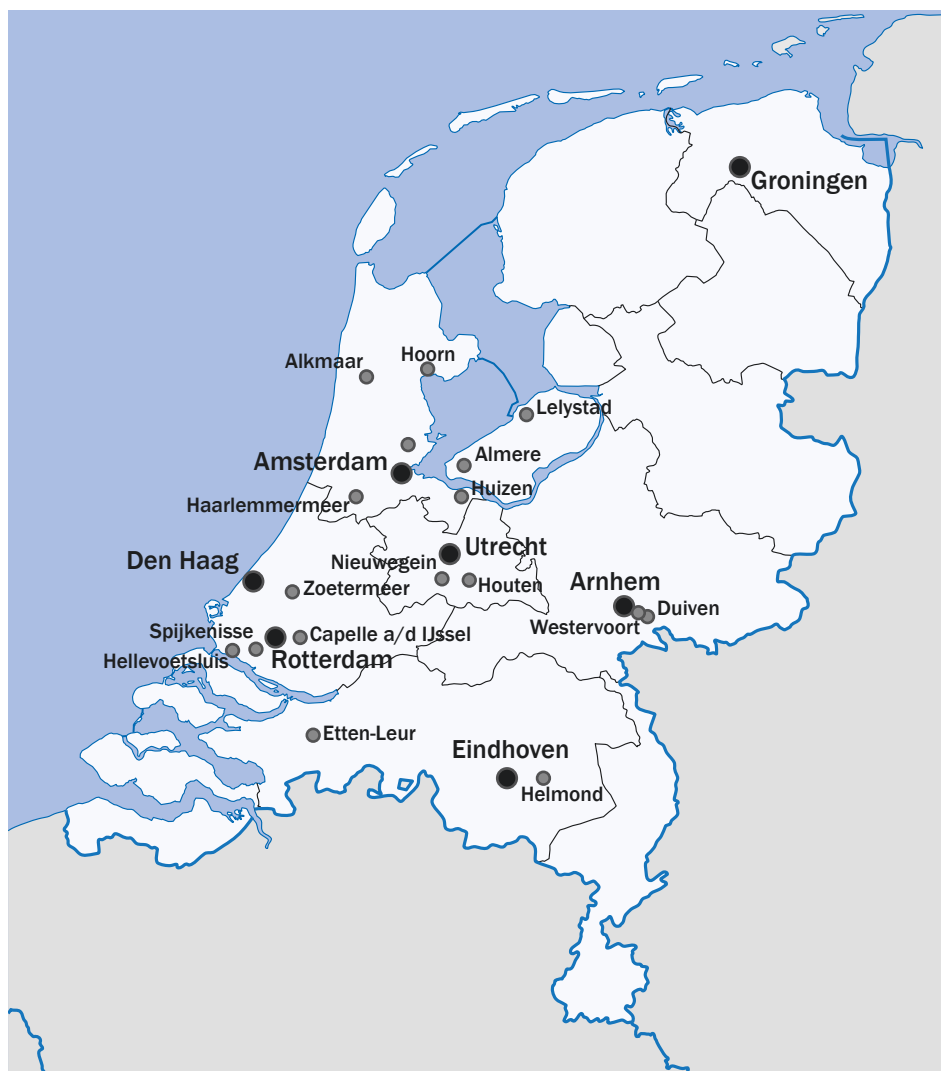 Groningen
Hoorn
Alkmaar
Lelystad
Almere
Amsterdam
Huizen
Haarlemmermeer
Utrecht
Den Haag
Nieuwegein
Houten
Zoetermeer
Arnhem
Duiven
Westervoort
Spijkenisse
Capelle a/d IJssel
Hellevoetsluis
Rotterdam
Etten-Leur
Eindhoven
Helmond